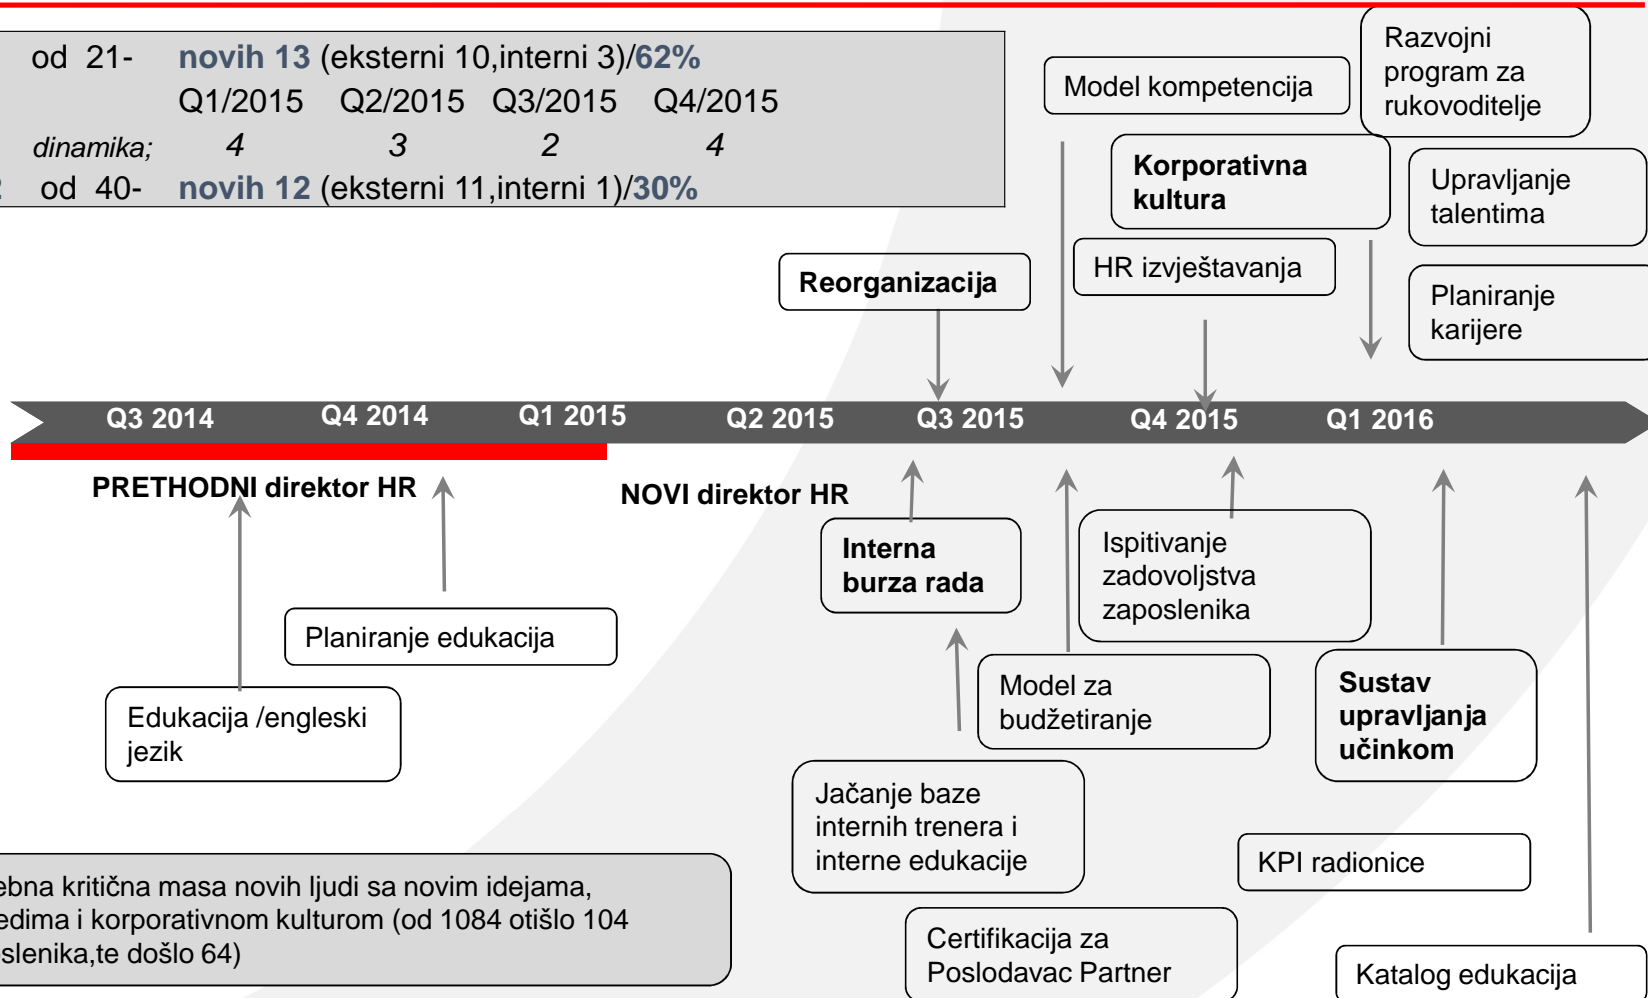 od 21- novih 13 (eksterni 10,interni 3)/62%
Q1/2015 Q2/2015 Q3/2015 Q4/2015
dinamika; 4 3 2 4
od 40- novih 12 (eksterni 11,interni 1)/30%
Model kompetencija
Razvojni
program za
rukovoditelje
Korporativna
kultura
Upravljanje
talentima
Reorganizacija
HR izvještavanja
Planiranje
karijere
Q3 2014 Q4 2014 Q1 2015 Q2 2015 Q3 2015 Q4 2015 Q1 2016
PRETHODNI direktor HR
NOVI direktor HR
Interna
burza rada
Ispitivanje
zadovoljstva
zaposlenika
Planiranje edukacija
Edukacija /engleski
jezik
Model za
budžetiranje
Sustav
upravljanja
učinkom
Jačanje baze
internih trenera i
interne edukacije
KPI radionice
ebna kritična masa novih ljudi sa novim idejama,
edima i korporativnom kulturom (od 1084 otišlo 104
slenika,te došlo 64)
Certifikacija za
Poslodavac Partner
Katalog edukacija